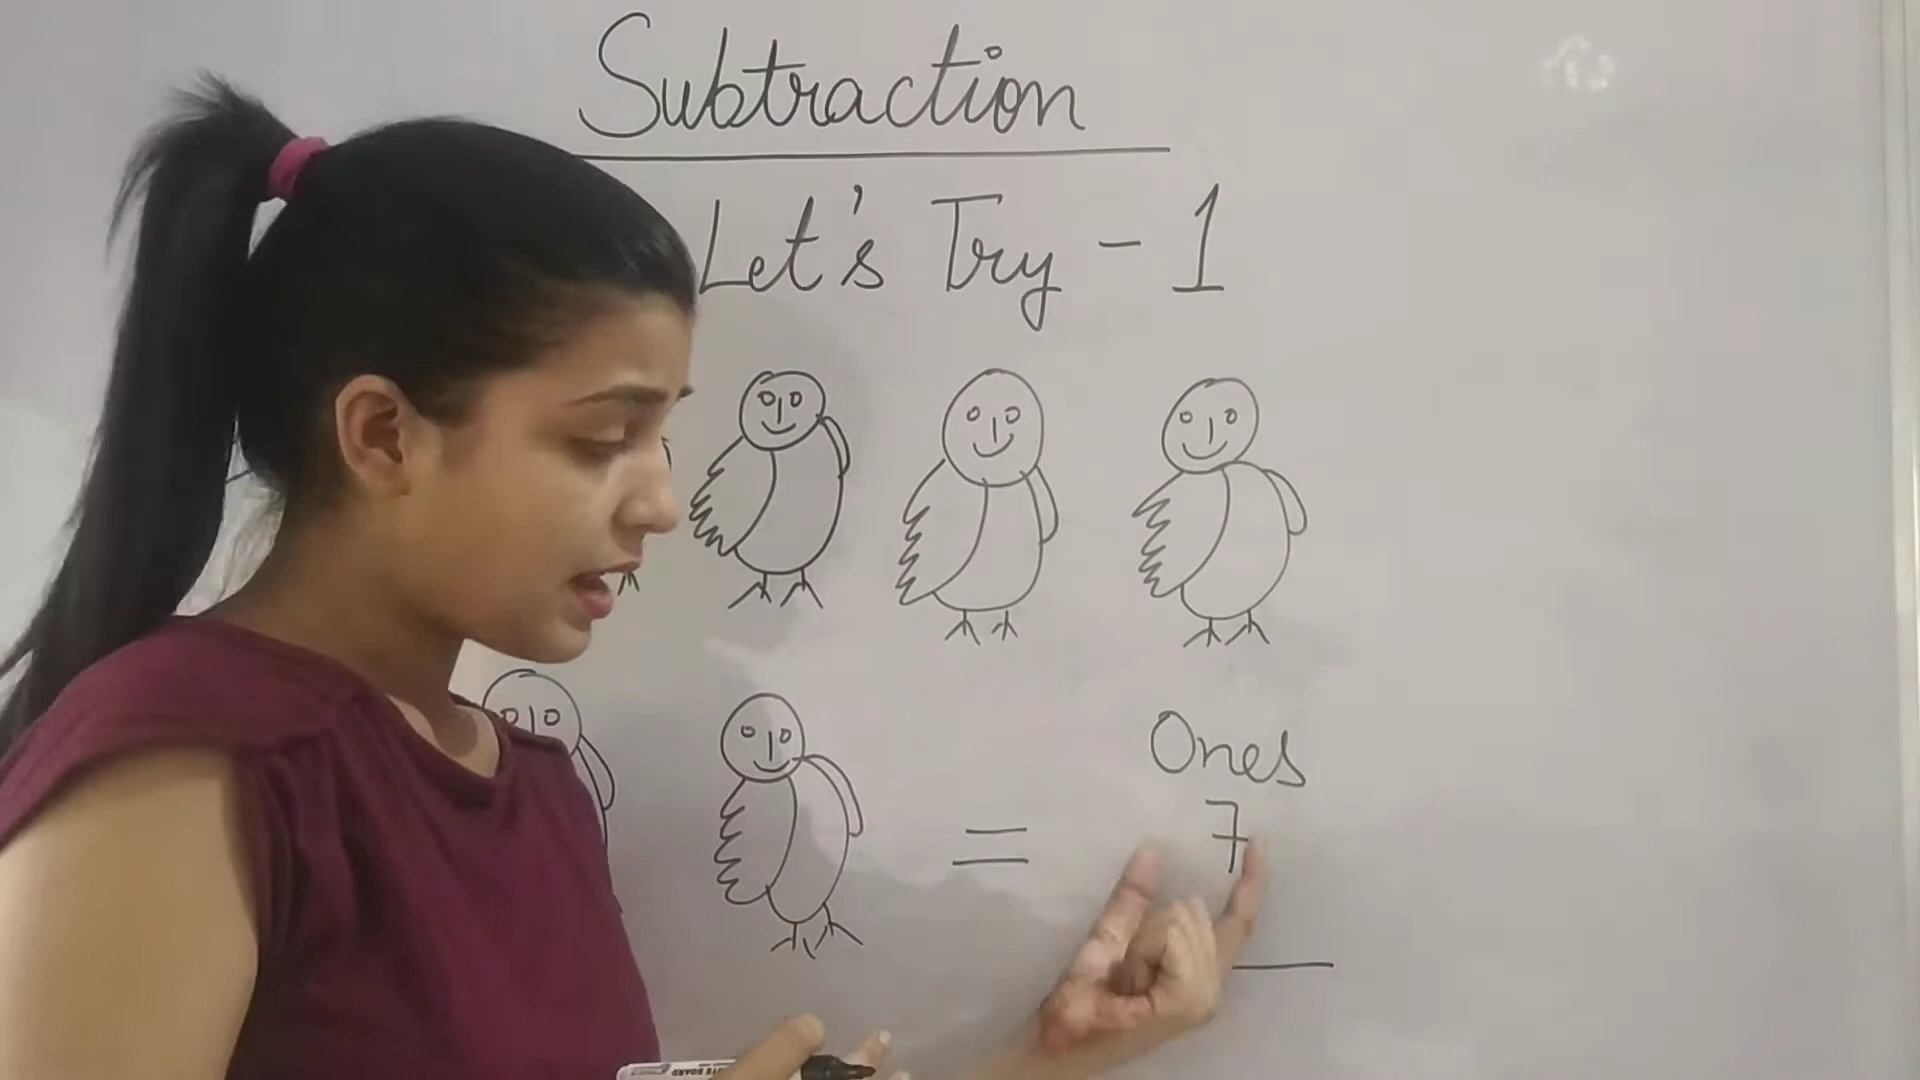 Subtraction
Let's Try - 1
Ones
= 7